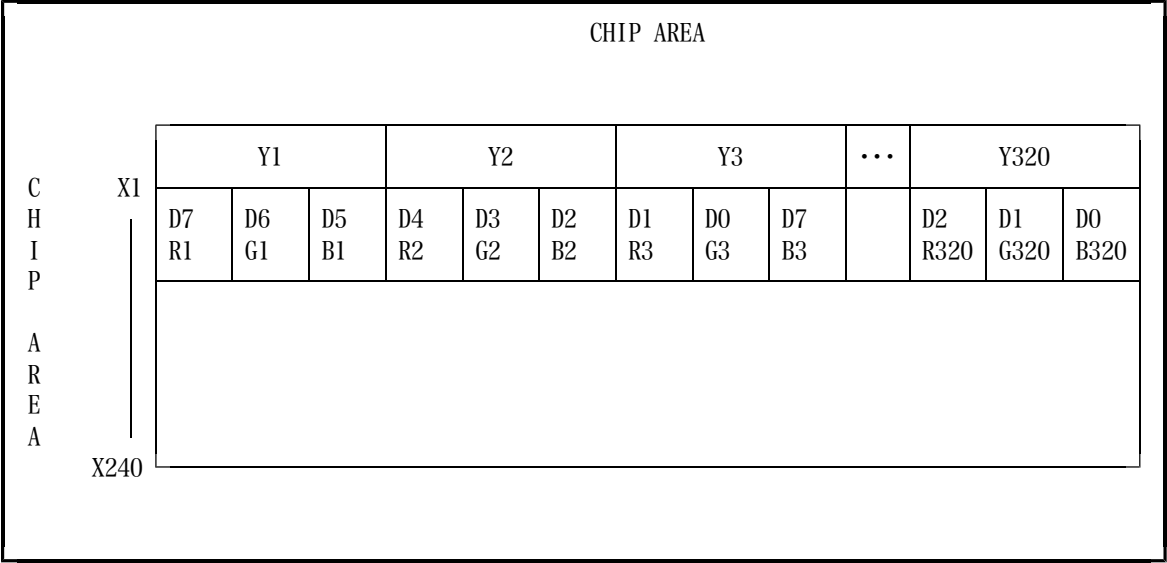 CHIP AREA
Y1 Y2 Y3 ... Y320
X1
D7 D6 D5 D4 D3 D2 D1 D0 D7 D2 D1 D0
R1 G1 B1 R2 G2 B2 R3 G3 B3 R320 G320 B320
C
H
I
P
A
R
E
A
X240